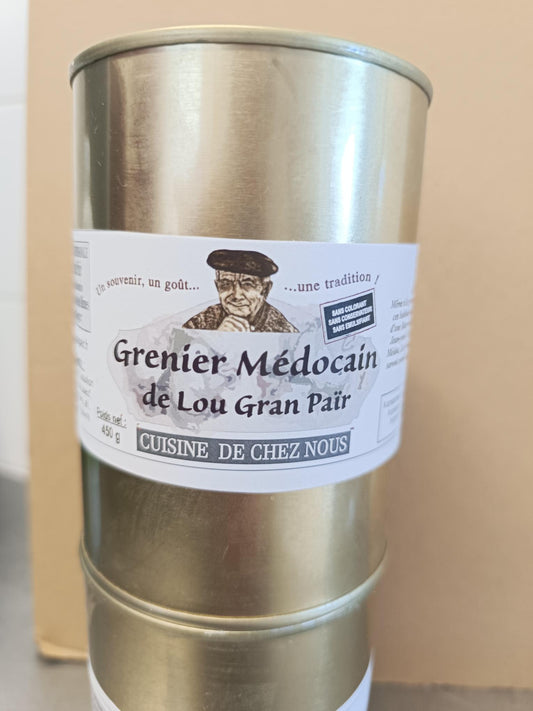 Un souvenir, un goût... ...une tradition !
SANS COLORANT
SANS CONSERVATEUR
SANS EMULSIFIANT
Grenier Médocain
de Lou Gran Païr
Poids net :
450 g
CUISINE DE CHEZ NOUS